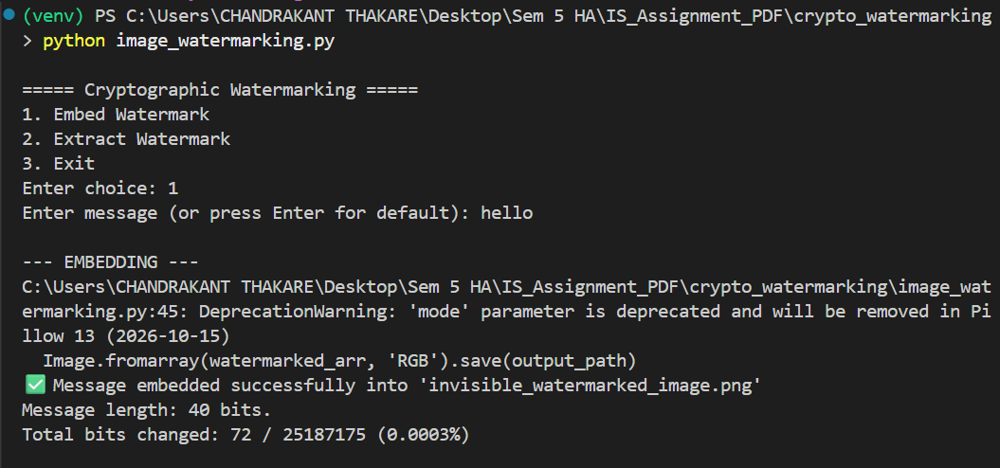 (venv) PS C:\Users\CHANDRAKANT THAKARE\Desktop\Sem 5 HA\IS_Assignment_PDF\crypto_watermarking
> python image_watermarking.py
===== Cryptographic Watermarking =====
1. Embed Watermark
2. Extract Watermark
3. Exit
Enter choice: 1
Enter message (or press Enter for default): hello
--- EMBEDDING ---
C:\Users\CHANDRAKANT THAKARE\Desktop\Sem 5 HA\IS_Assignment_PDF\crypto_watermarking\image_wat
ermarking.py:45: DeprecationWarning: 'mode' parameter is deprecated and will be removed in Pi
llow 13 (2026-10-15)
  Image.fromarray(watermarked_arr, 'RGB').save(output_path)
✅ Message embedded successfully into 'invisible_watermarked_image.png'
Message length: 40 bits.
Total bits changed: 72 / 25187175 (0.0003%)